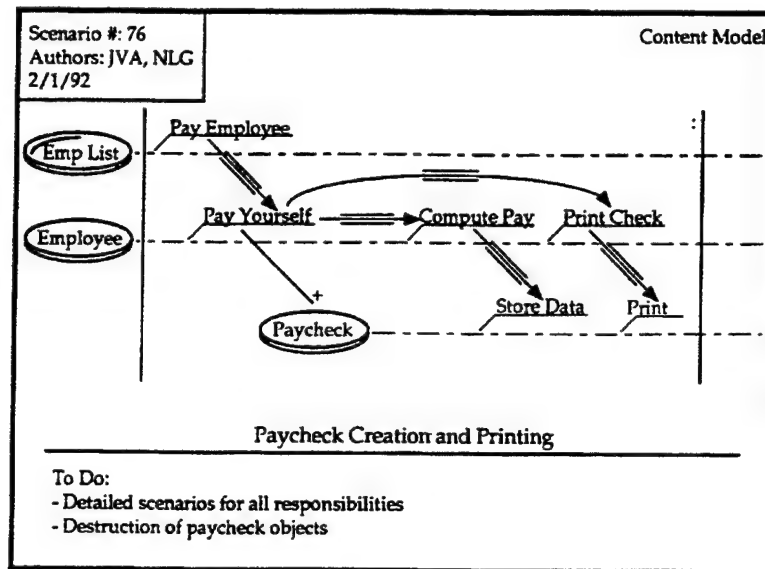 Scenario #: 76
Authors: JVA, NLG
2/1/92
Content Model
Pay Employee
:
Emp List
Pay Yourself
Compute Pay
Print Check
Employee
+
Store Data
Print
Paycheck
Paycheck Creation and Printing
To Do:
- Detailed scenarios for all responsibilities
- Destruction of paycheck objects